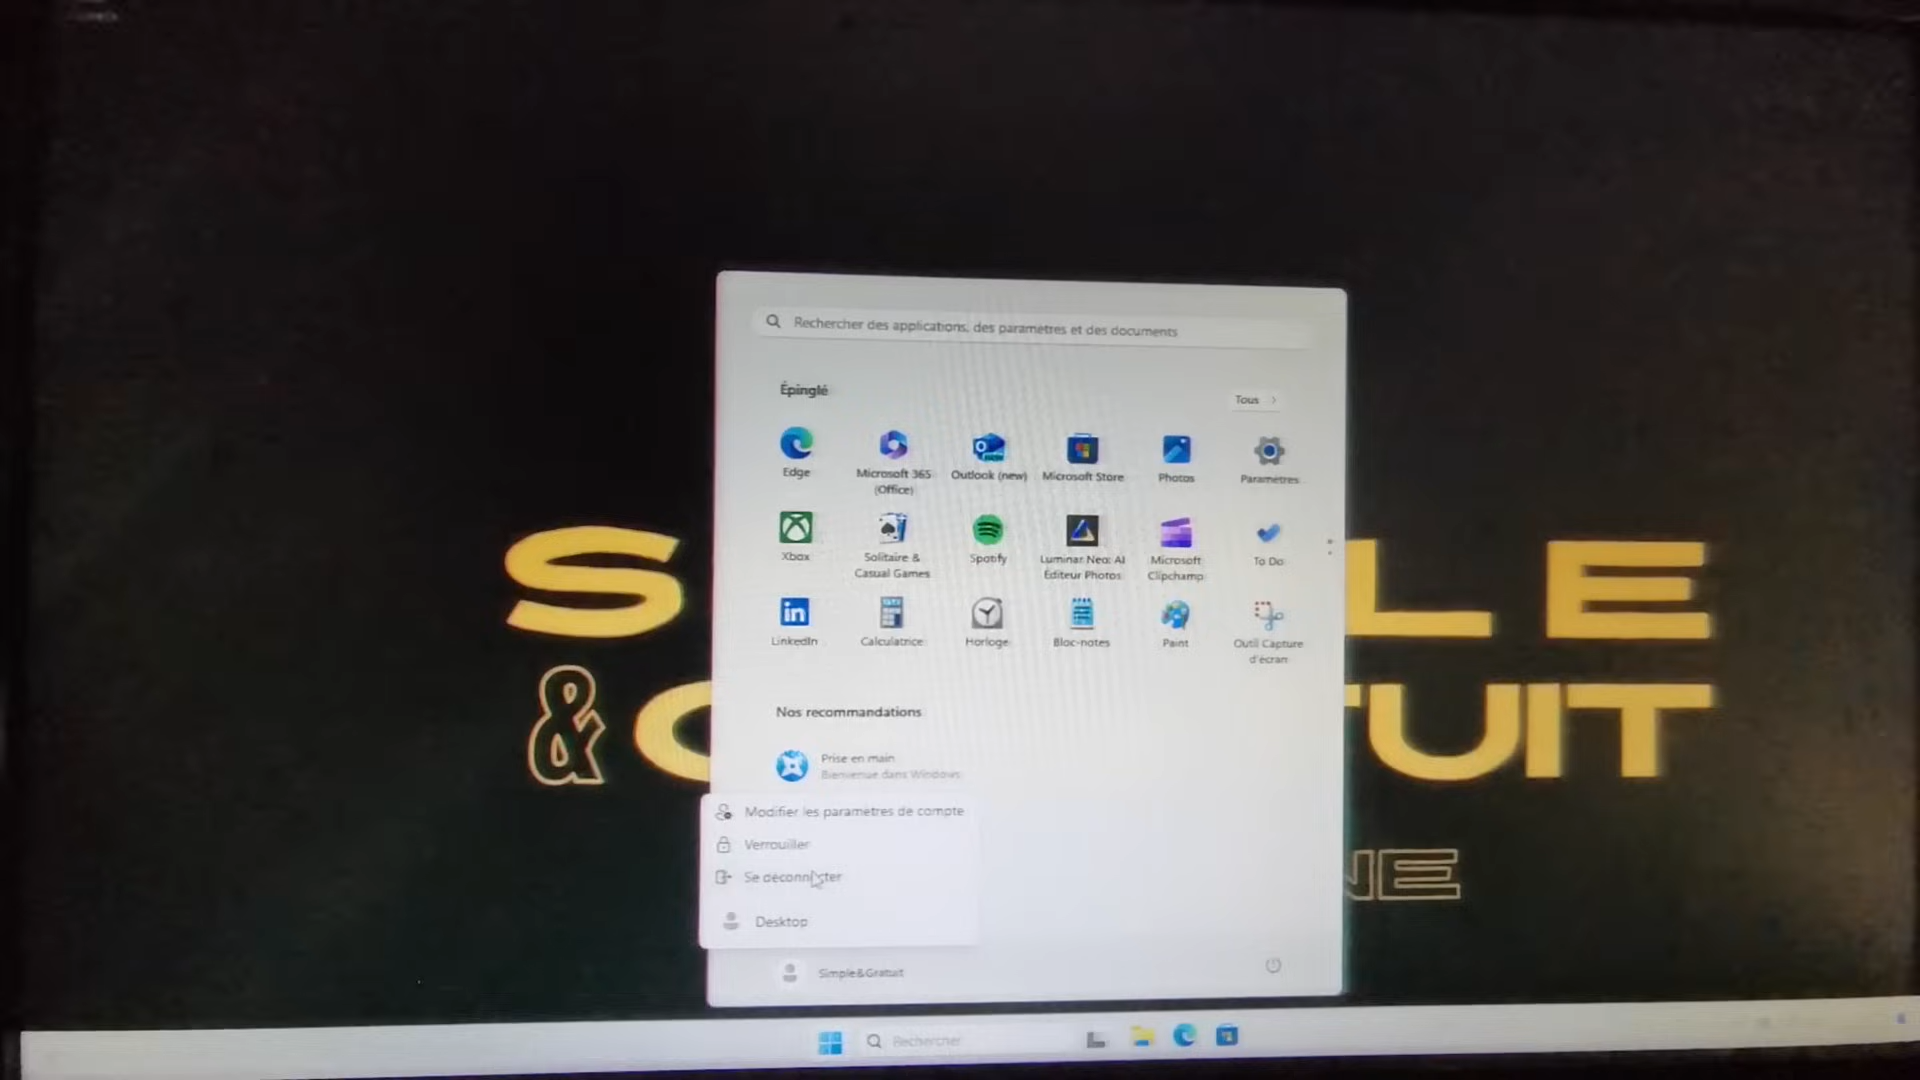 Rechercher des applications, des paramètres et des documents
Épinglé
Tous
Edge
Microsoft 365
(Office)
Outlook (new)
Microsoft Store
Photos
Paramètres
Xbox
Solitaire &
Casual Games
Spotify
Luminar Neo: AI
Éditeur Photos
Microsoft
Clipchamp
To Do
LinkedIn
Calculatrice
Horloge
Bloc-notes
Paint
Outil Capture
d'écran
Nos recommandations
Prise en main
Bienvenue dans Windows
Modifier les paramètres de compte
Verrouiller
Se déconnecter
Desktop
Simple&Gratuit
S LE
& TUIT
NE
Rechercher